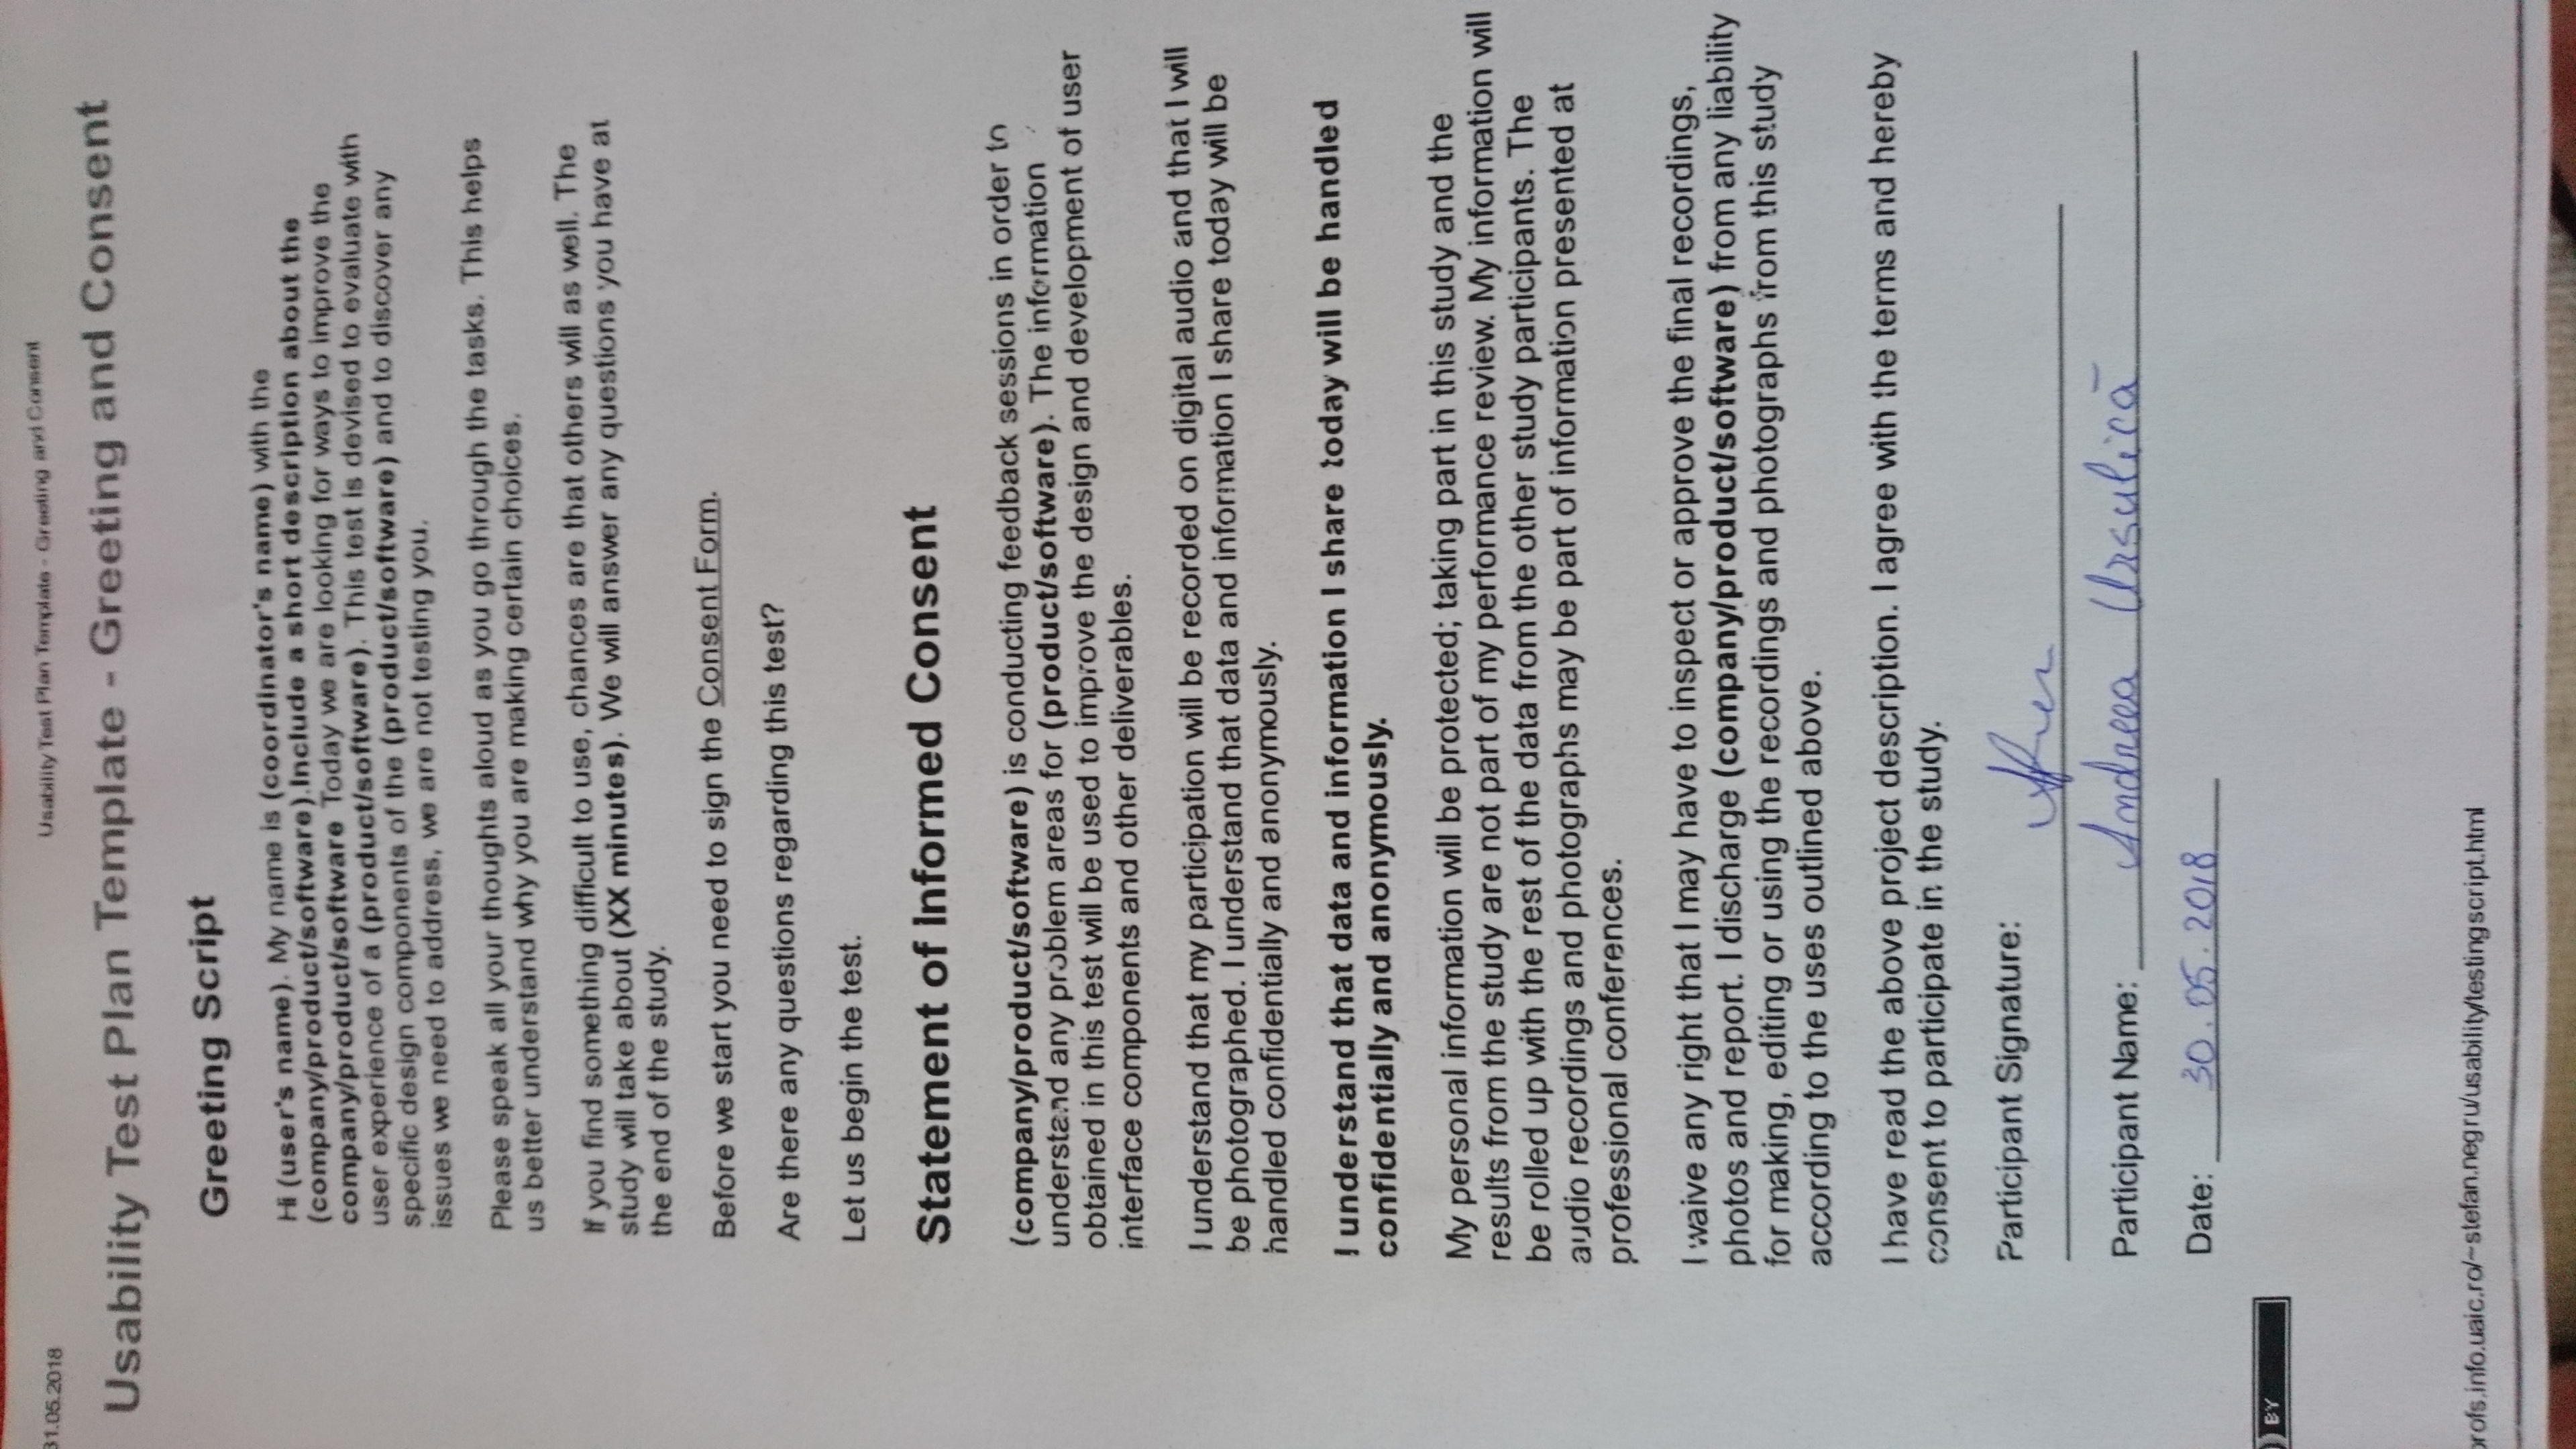 31.05.2018
Usability Test Plan Template - Greeting and Consent
Usability Test Plan Template - Greeting and Consent
Greeting Script
Hi (user's name). My name is (coordinator's name) with the
(company/product/software).Include a short description about the
company/product/software Today we are looking for ways to improve the
user experience of a (product/software). This test is devised to evaluate with
specific design components of the (product/software) and to discover any
issues we need to address, we are not testing you.
Please speak all your thoughts aloud as you go through the tasks. This helps
us better understand why you are making certain choices.
If you find something difficult to use, chances are that others will as well. The
study will take about (XX minutes). We will answer any questions you have at
the end of the study.
Before we start you need to sign the Consent Form.
Are there any questions regarding this test?
Let us begin the test.
Statement of Informed Consent
(company/product/software) is conducting feedback sessions in order to
understand any problem areas for (product/software). The information
obtained in this test will be used to improve the design and development of user
interface components and other deliverables.
I understand that my participation will be recorded on digital audio and that I will
be photographed. I understand that data and information I share today will be
handled confidentially and anonymously.
I understand that data and information I share today will be handled
confidentially and anonymously.
My personal information will be protected; taking part in this study and the
results from the study are not part of my performance review. My information will
be rolled up with the rest of the data from the other study participants. The
audio recordings and photographs may be part of information presented at
professional conferences.
I waive any right that I may have to inspect or approve the final recordings,
photos and report. I discharge (company/product/software) from any liability
for making, editing or using the recordings and photographs from this study
according to the uses outlined above.
I have read the above project description. I agree with the terms and hereby
consent to participate in the study.
Participant Signature:
Participant Name: Andreea Ursulică
Date: 30.05.2018
BY
profs.info.uaic.ro/~stefan.negru/usability/testingscript.html